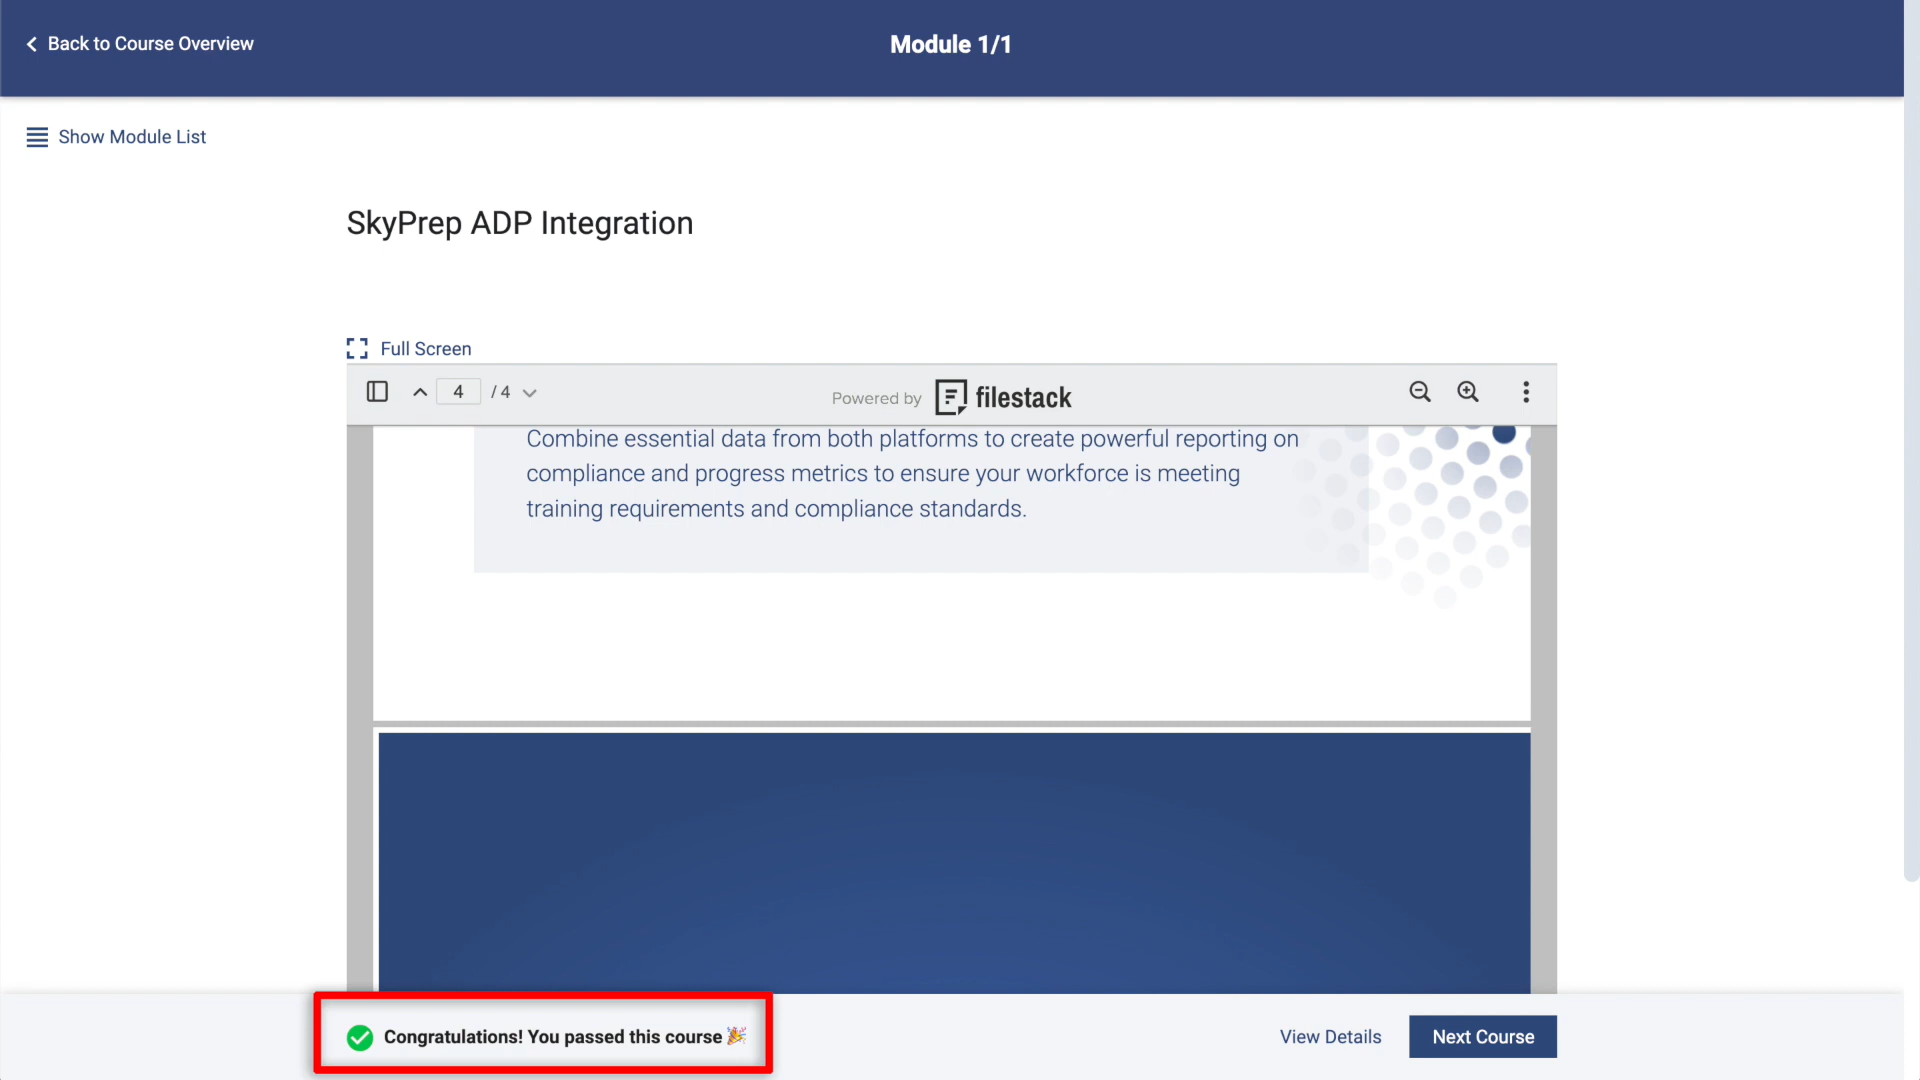 Back to Course Overview
Module 1/1
Show Module List
SkyPrep ADP Integration
Full Screen
4 / 4
Powered by filestack
Combine essential data from both platforms to create powerful reporting on
compliance and progress metrics to ensure your workforce is meeting
training requirements and compliance standards.
Congratulations! You passed this course 🎉
View Details
Next Course